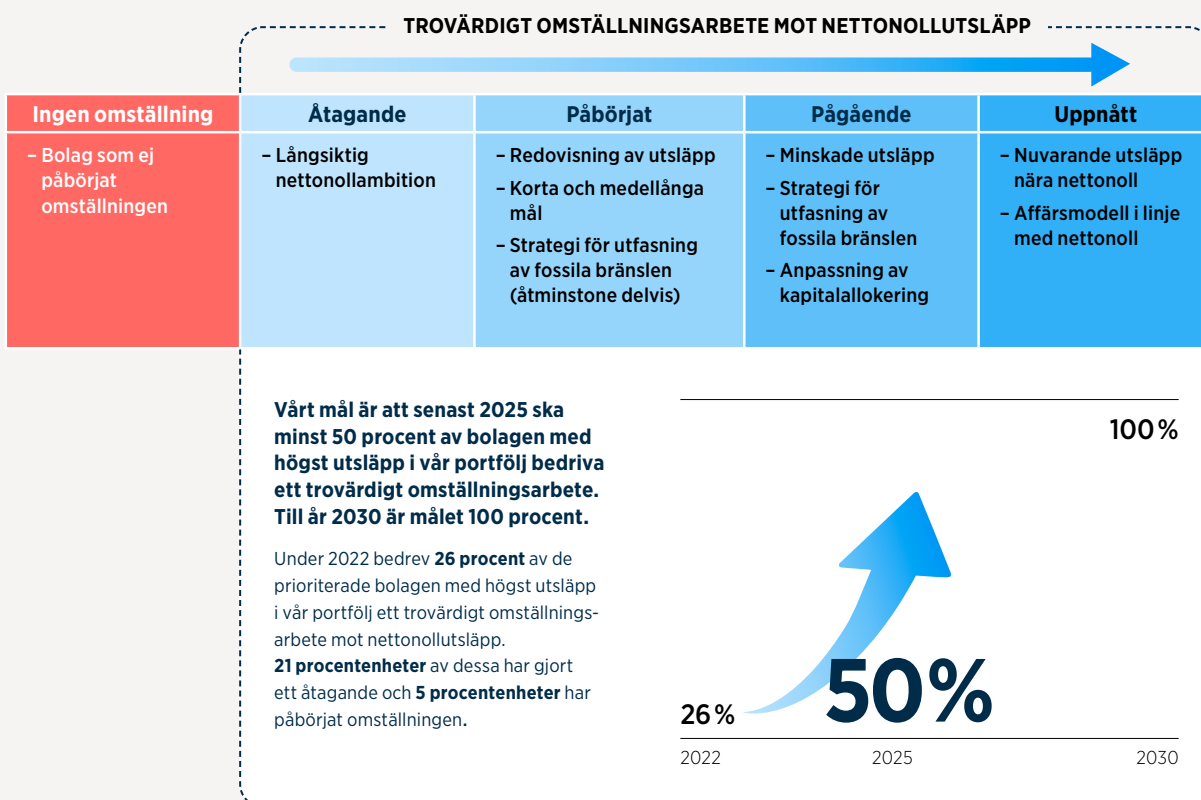 TROVÄRDIGT OMSTÄLLNINGSARBETE MOT NETTONOLLUTSLÄPP
Ingen omställning
– Bolag som ej
påbörjat
omställningen
Åtagande
– Långsiktig
nettonollambition
Påbörjat
– Redovisning av utsläpp
– Korta och medellånga
mål
– Strategi för utfasning
av fossila bränslen
(åtminstone delvis)
Pågående
– Minskade utsläpp
– Strategi för
utfasning av
fossila bränslen
– Anpassning av
kapitalallokering
Uppnått
– Nuvarande utsläpp
nära nettonoll
– Affärsmodell i linje
med nettonoll
Vårt mål är att senast 2025 ska
minst 50 procent av bolagen med
högst utsläpp i vår portfölj bedriva
ett trovärdigt omställningsarbete.
Till år 2030 är målet 100 procent.
Under 2022 bedrev 26 procent av de
prioriterade bolagen med högst utsläpp
i vår portfölj ett trovärdigt omställnings-
arbete mot nettonollutsläpp.
21 procentenheter av dessa har gjort
ett åtagande och 5 procentenheter har
påbörjat omställningen.
100 %
26 %
50%
2022
2025
2030